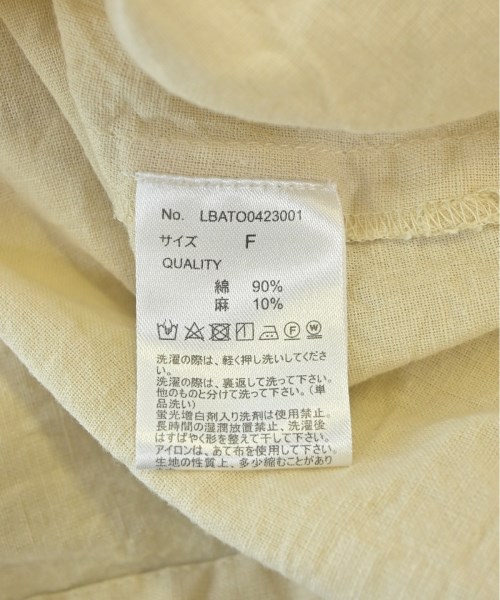 No. LBATO0423001
サイズ F
QUALITY
綿 90%
麻 10%
F W
洗濯の際は、軽く押し洗いしてくださ
い。
洗濯の際は、裏返して洗って下さい。
他のものと分けて洗って下さい。(単
品洗い)
蛍光増白剤入り洗剤は使用禁止。
長時間の湿潤放置禁止、洗濯後
はすばやく形を整えて干して下さい。
アイロンは、あて布を使用して下さい。
生地の性質上、多少縮むことがあり